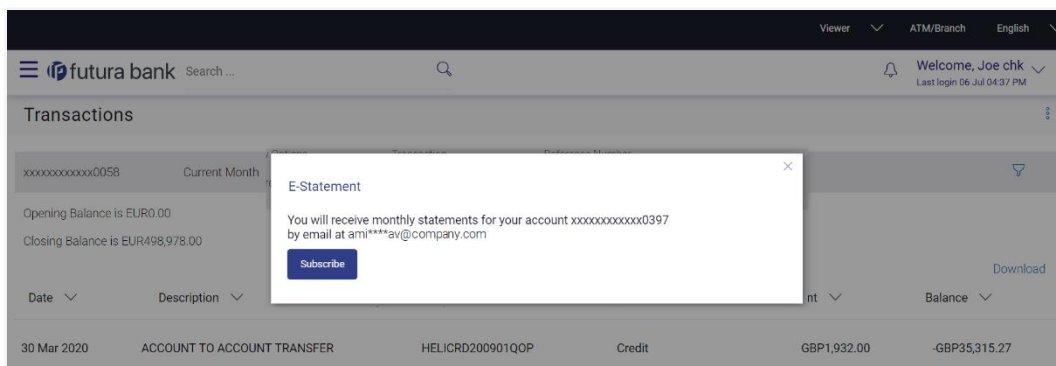 Viewer ATM/Branch English
futura bank Search ... Welcome, Joe chk
Last login 06 Jul 04:37 PM
Transactions
xxxxxxxxxxxx0058 Current Month
E-Statement
You will receive monthly statements for your account xxxxxxxxxxxx0397
by email at ami****av@company.com
Subscribe
Opening Balance is EUR0.00
Closing Balance is EUR498,978.00
Download
Date Description nt Balance
30 Mar 2020 ACCOUNT TO ACCOUNT TRANSFER HELICRD200901QOP Credit GBP1,932.00 -GBP35,315.27